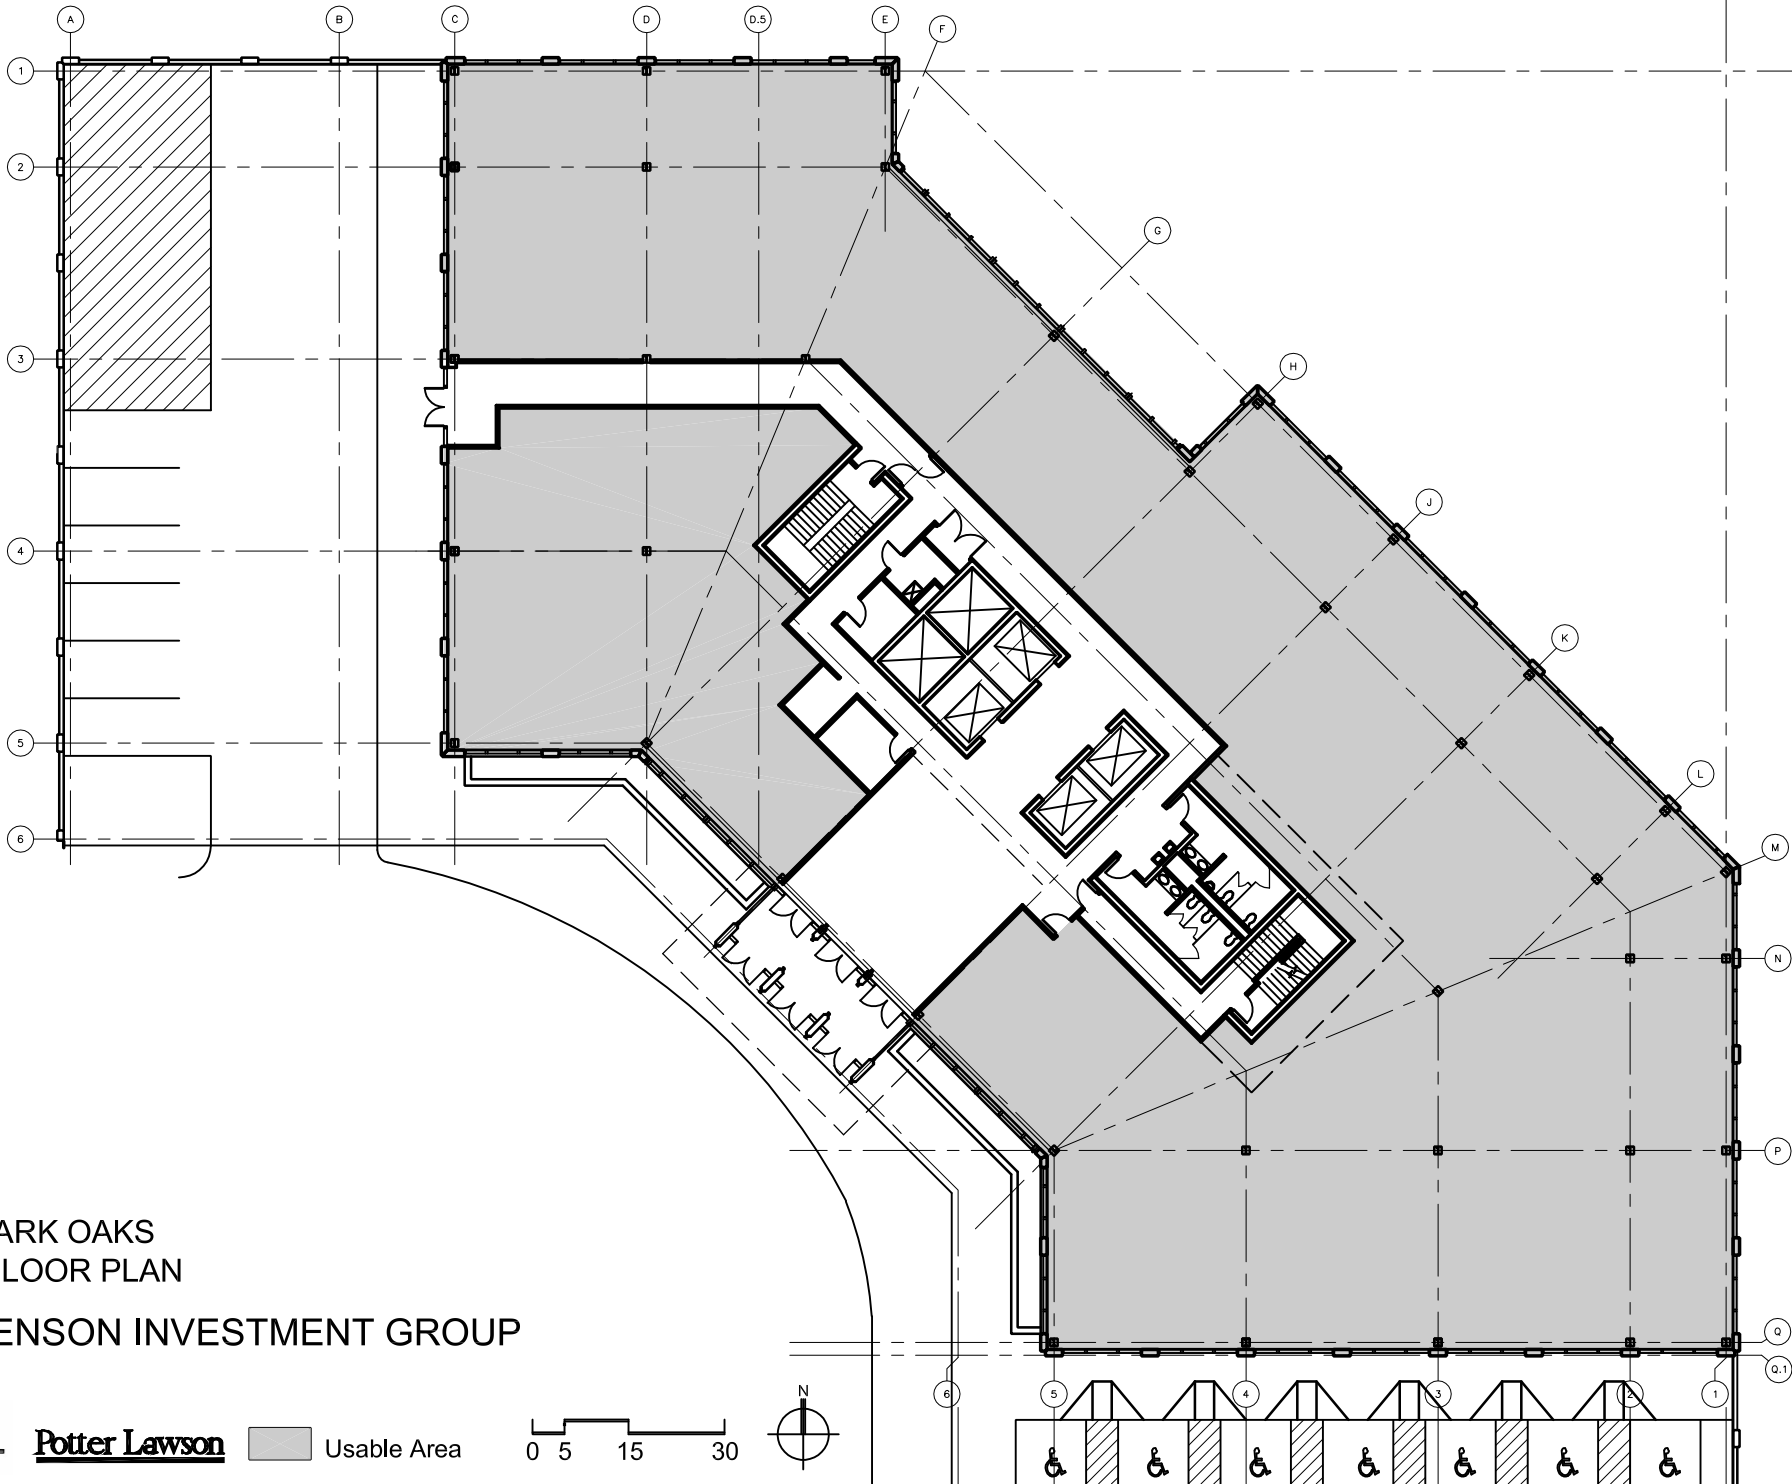 A B C D D.5 E F
1
2
G
3
H
J
4
K
5
L
6
M
N
P
ARK OAKS
LOOR PLAN
ENSON INVESTMENT GROUP
Q
Q.1
6 5 4 3 2 1
N
Potter Lawson
Usable Area
0 5 15 30